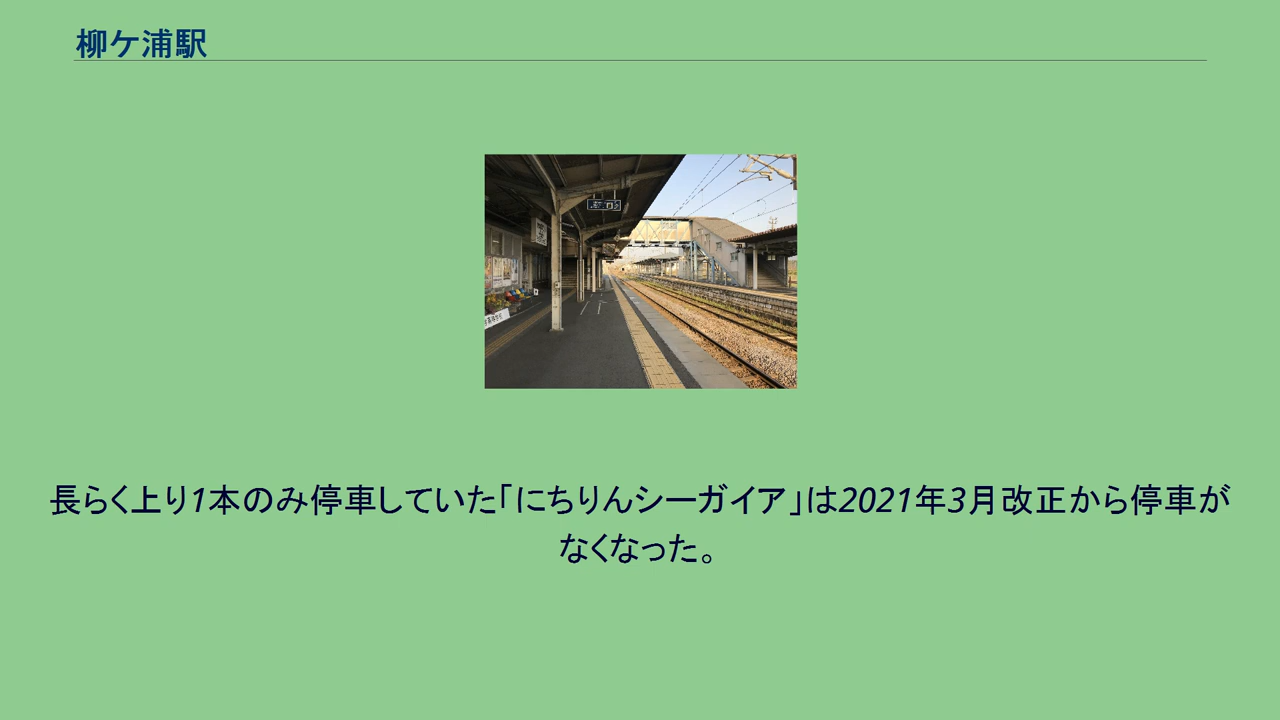 柳ケ浦駅
長らく上り1本のみ停車していた｢にちりんシーガイア｣は2021年3月改正から停車が
なくなった。